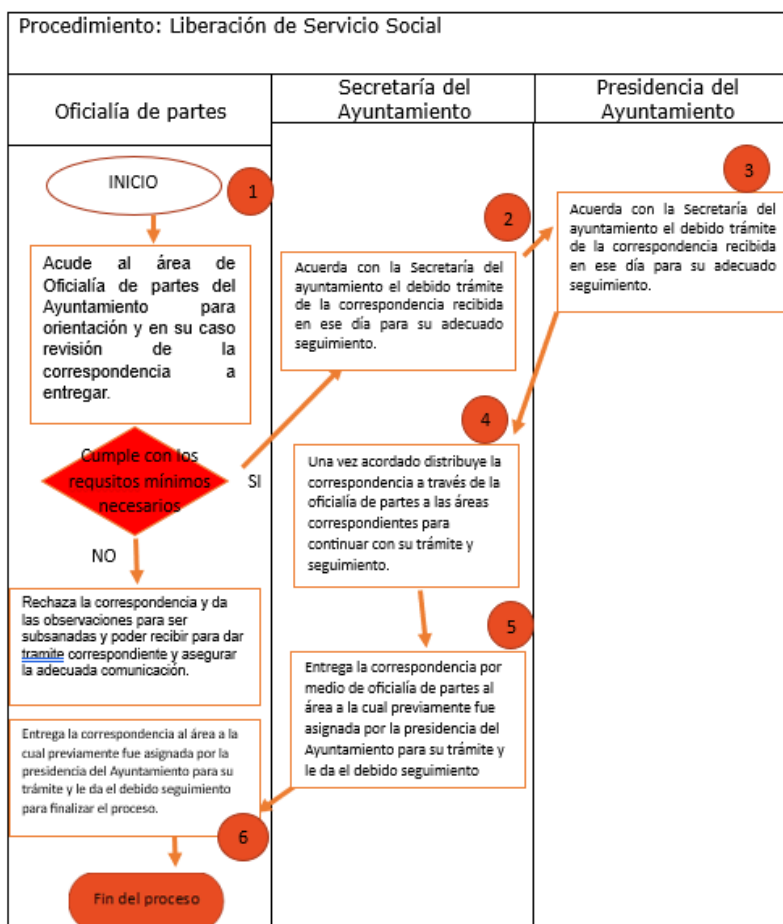 Procedimiento: Liberación de Servicio Social
Oficialía de partes
Secretaría del
Ayuntamiento
Presidencia del
Ayuntamiento
INICIO
1
Acude al área de
Oficialía de partes del
Ayuntamiento para
orientación y en su caso
revisión de la
correspondencia a
entregar.
Cumple con los
requsitos mínimos
necesarios
SI
NO
Rechaza la correspondencia y da
las observaciones para ser
subsanadas y poder recibir para dar
tramite correspondiente y asegurar
la adecuada comunicación.
2
Acuerda con la Secretaría del
ayuntamiento el debido trámite
de la correspondencia recibida
en ese día para su adecuado
seguimiento.
3
Acuerda con la Secretaría del
ayuntamiento el debido trámite
de la correspondencia recibida
en ese día para su adecuado
seguimiento.
4
Una vez acordado distribuye la
correspondencia a través de la
oficialía de partes a las áreas
correspondientes para
continuar con su trámite y
seguimiento.
5
Entrega la correspondencia por
medio de oficialía de partes al
área a la cual previamente fue
asignada por la presidencia del
Ayuntamiento para su trámite y
le da el debido seguimiento
Entrega la correspondencia al área a la
cual previamente fue asignada por la
presidencia del Ayuntamiento para su
trámite y le da el debido seguimiento
para finalizar el proceso.
6
Fin del proceso